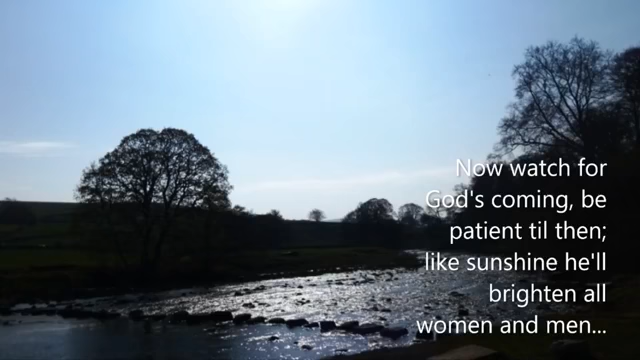 Now watch for
God's coming, be
patient til then;
like sunshine he'll
brighten all
women and men...